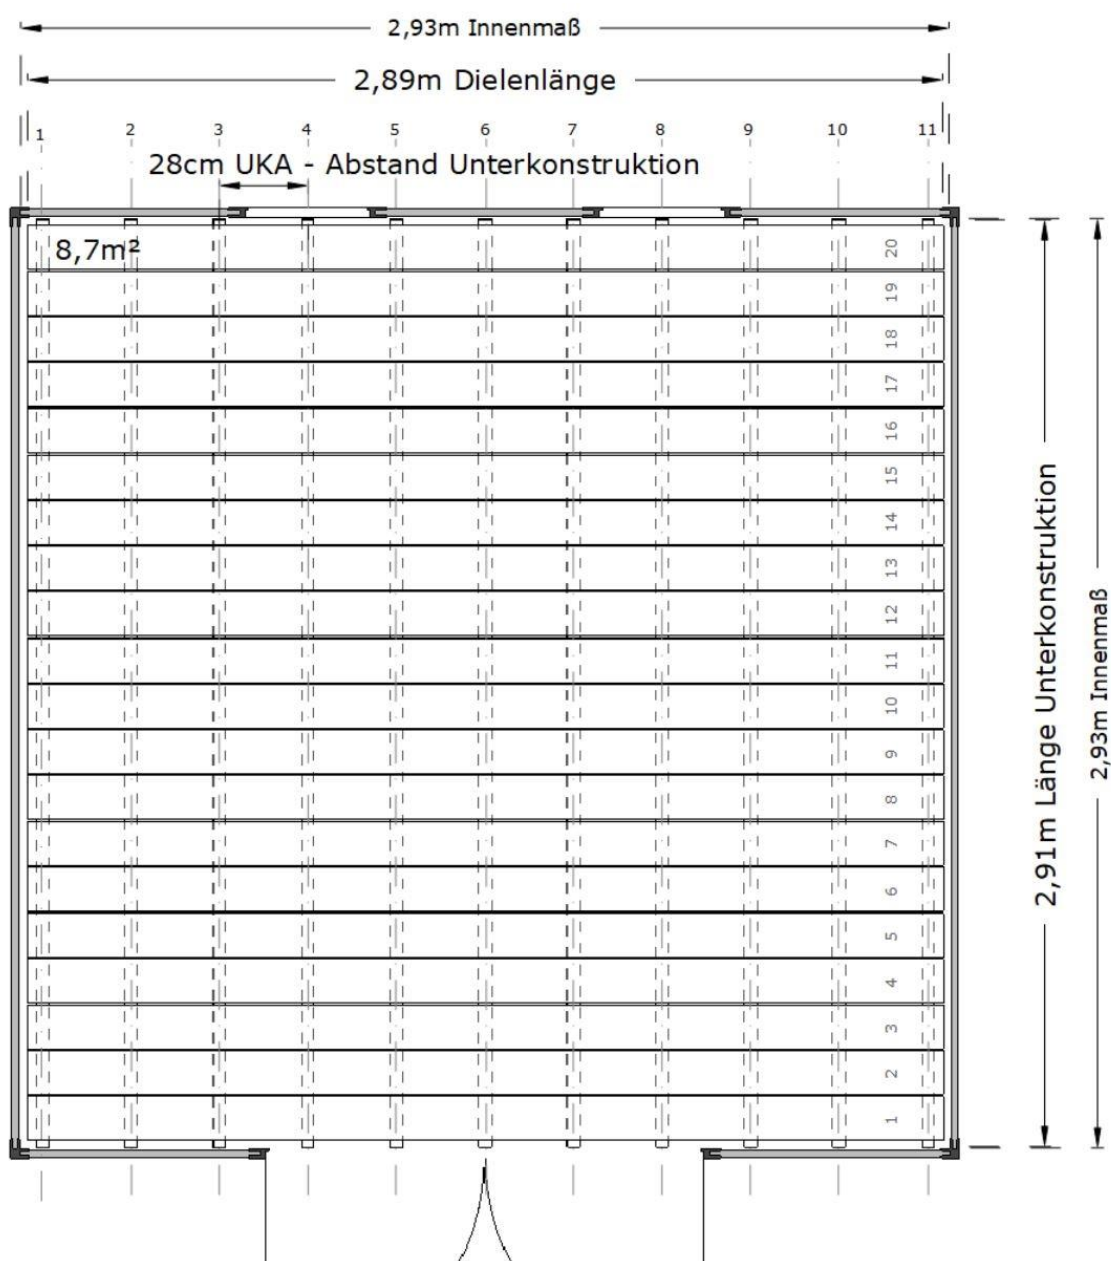 2,93m Innenmaß
2,89m Dielenlänge
1 2 3 4 5 6 7 8 9 10 11
28cm UKA - Abstand Unterkonstruktion
8,7m²
20
19
18
17
16
15
14
13
12
11
10
9
8
7
6
5
4
3
2
1
2,91m Länge Unterkonstruktion
2,93m Innenmaß